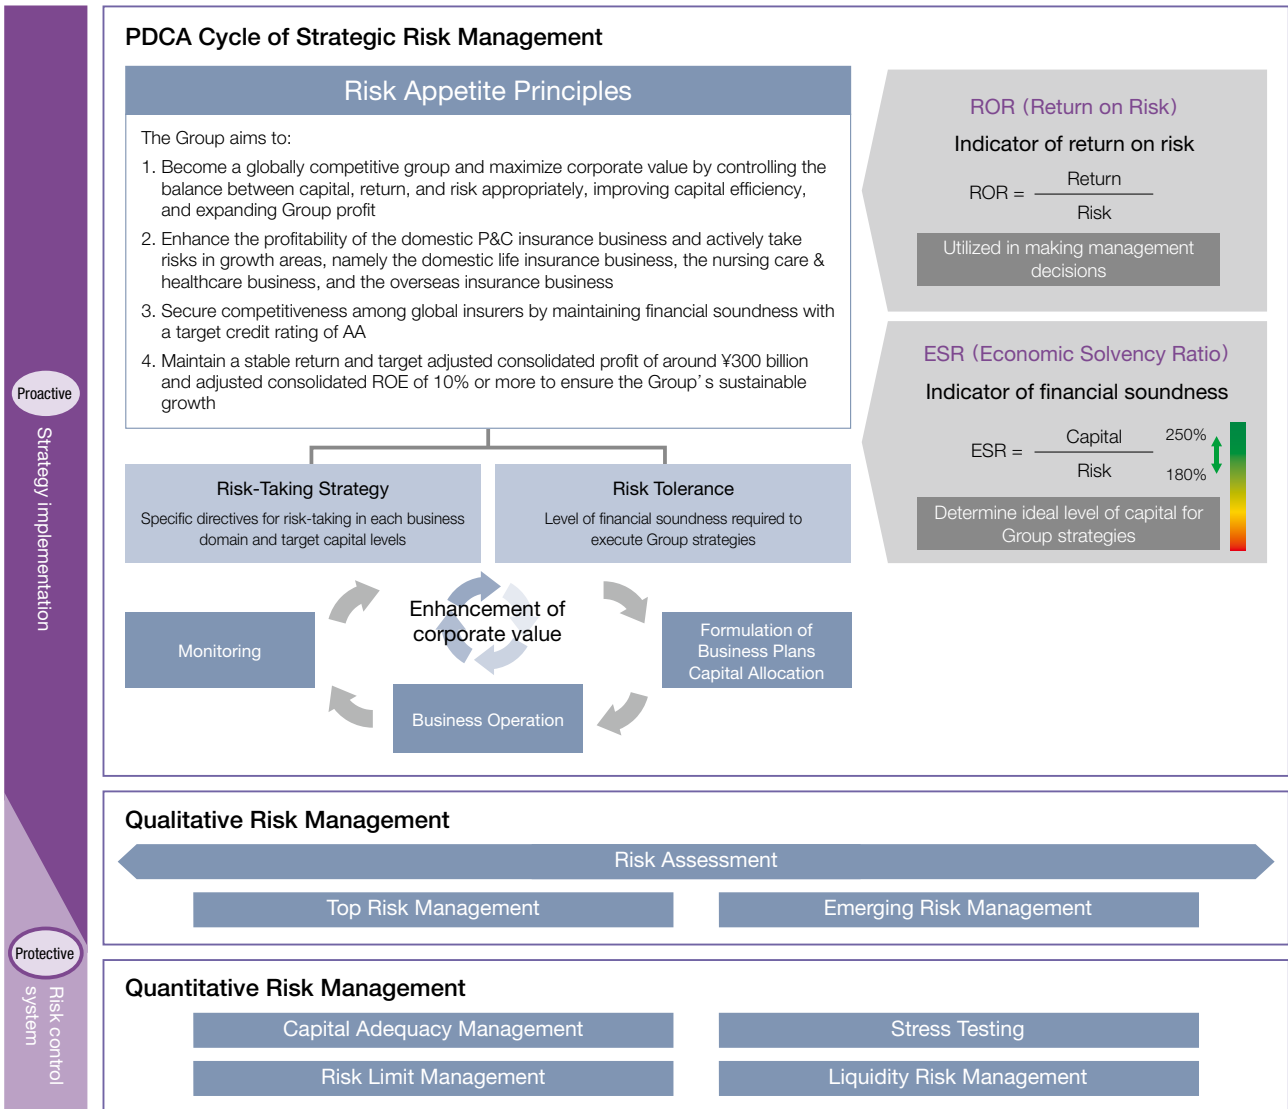 PDCA Cycle of Strategic Risk Management
Risk Appetite Principles
The Group aims to:
1. Become a globally competitive group and maximize corporate value by controlling the
balance between capital, return, and risk appropriately, improving capital efficiency,
and expanding Group profit
2. Enhance the profitability of the domestic P&C insurance business and actively take
risks in growth areas, namely the domestic life insurance business, the nursing care &
healthcare business, and the overseas insurance business
3. Secure competitiveness among global insurers by maintaining financial soundness with
a target credit rating of AA
4. Maintain a stable return and target adjusted consolidated profit of around ¥300 billion
and adjusted consolidated ROE of 10% or more to ensure the Group's sustainable
growth
ROR (Return on Risk)
Indicator of return on risk
ROR =
Return
Risk
Utilized in making management
decisions
ESR (Economic Solvency Ratio)
Indicator of financial soundness
ESR =
Capital
Risk
250%
180%
Determine ideal level of capital for
Group strategies
Risk-Taking Strategy
Specific directives for risk-taking in each business
domain and target capital levels
Risk Tolerance
Level of financial soundness required to
execute Group strategies
Enhancement of
corporate value
Monitoring
Formulation of
Business Plans
Capital Allocation
Business Operation
Proactive
Strategy implementation
Qualitative Risk Management
Risk Assessment
Top Risk Management
Emerging Risk Management
Protective
Risk control
system
Quantitative Risk Management
Capital Adequacy Management
Stress Testing
Risk Limit Management
Liquidity Risk Management